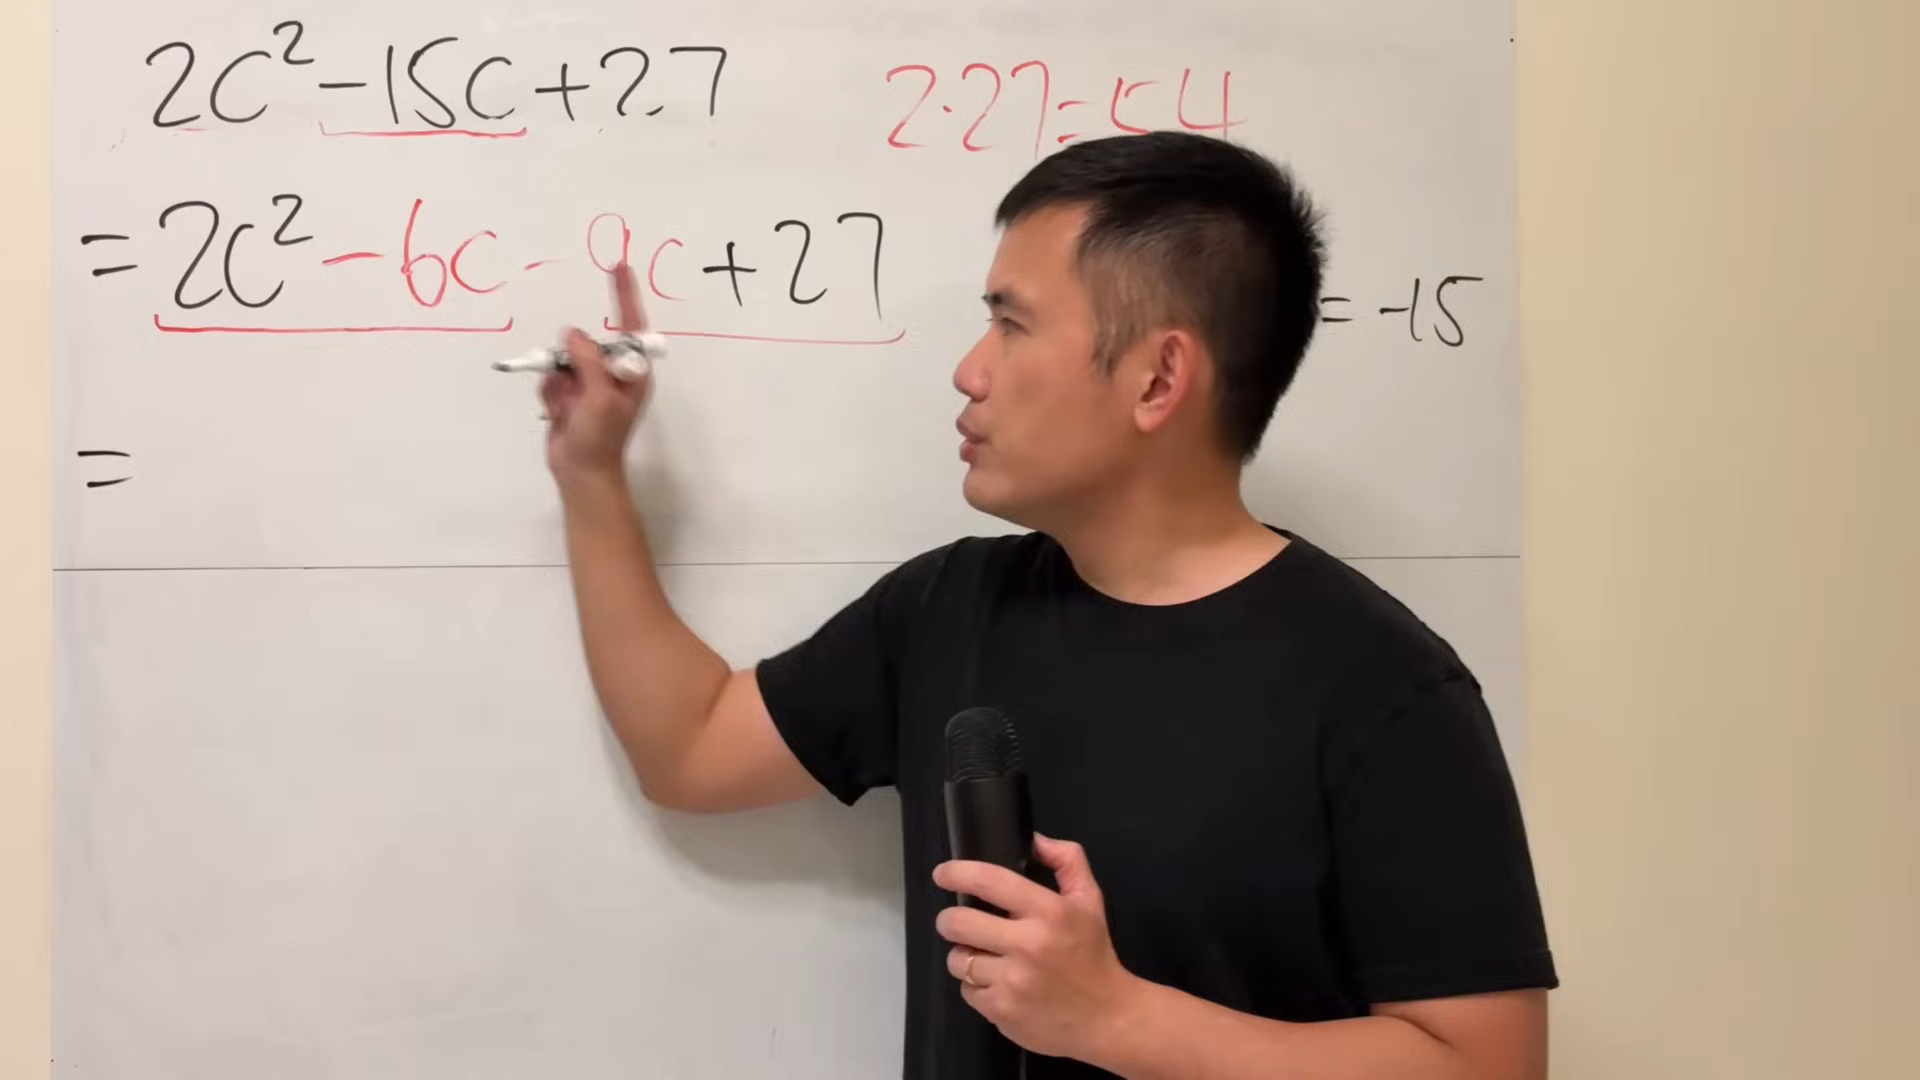 2c² -15c +27
2·27=54
= 2c² -6c - 9c +27
= -15
=